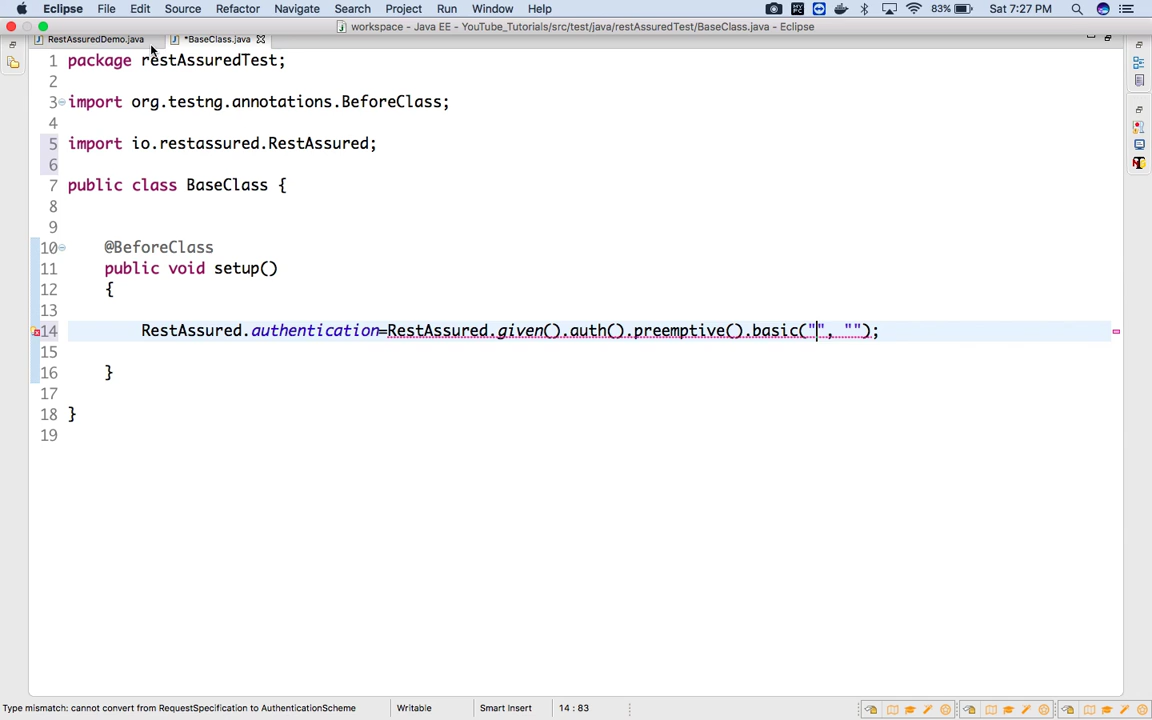 Eclipse File Edit Source Refactor Navigate Search Project Run Window Help 83% Sat 7:27 PM
workspace - Java EE - YouTube_Tutorials/src/test/java/restAssuredTest/BaseClass.java - Eclipse
RestAssuredDemo.java *BaseClass.java
1 package restAssuredTest;
2
3 import org.testng.annotations.BeforeClass;
4
5 import io.restassured.RestAssured;
6
7 public class BaseClass {
8
9
10 @BeforeClass
11 public void setup()
12 {
13
14 RestAssured.authentication=RestAssured.given().auth().preemptive().basic("", "");
15
16 }
17
18 }
19
Type mismatch: cannot convert from RequestSpecification to AuthenticationScheme Writable Smart Insert 14 : 83